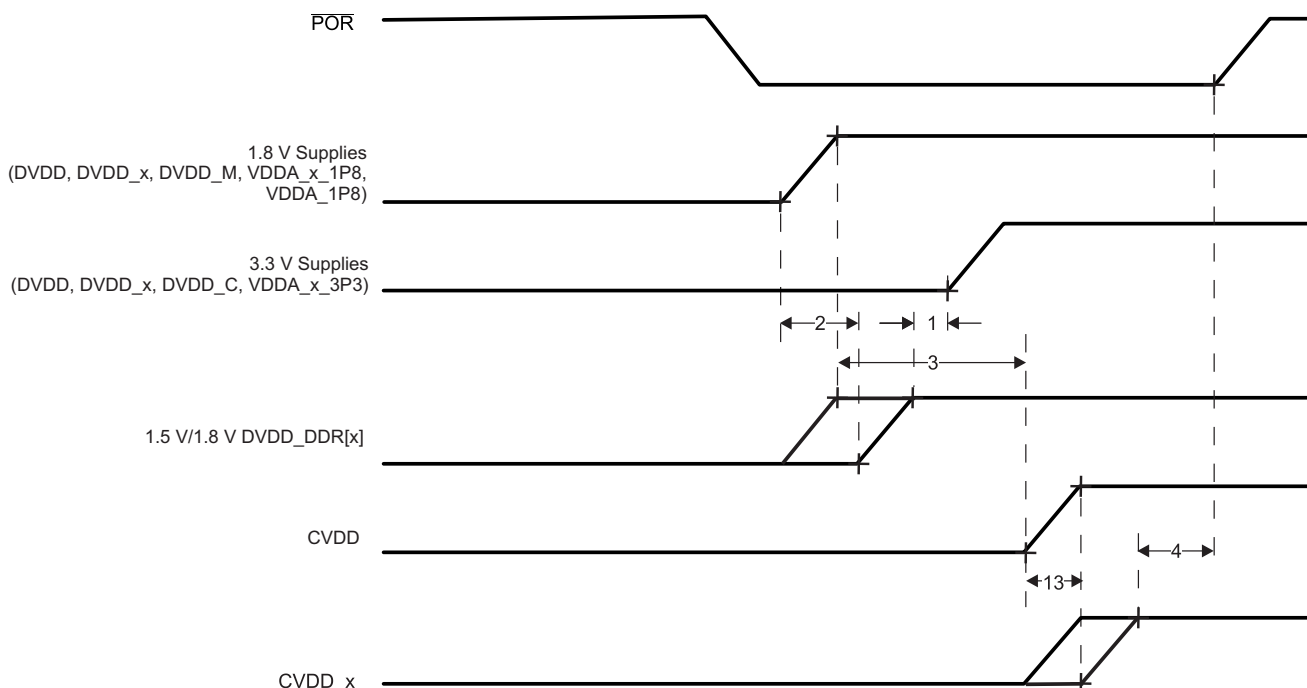 POR
1.8 V Supplies
(DVDD, DVDD_x, DVDD_M, VDDA_x_1P8,
VDDA_1P8)
3.3 V Supplies
(DVDD, DVDD_x, DVDD_C, VDDA_x_3P3)
2
1
3
1.5 V/1.8 V DVDD_DDR[x]
CVDD
4
13
CVDD_x